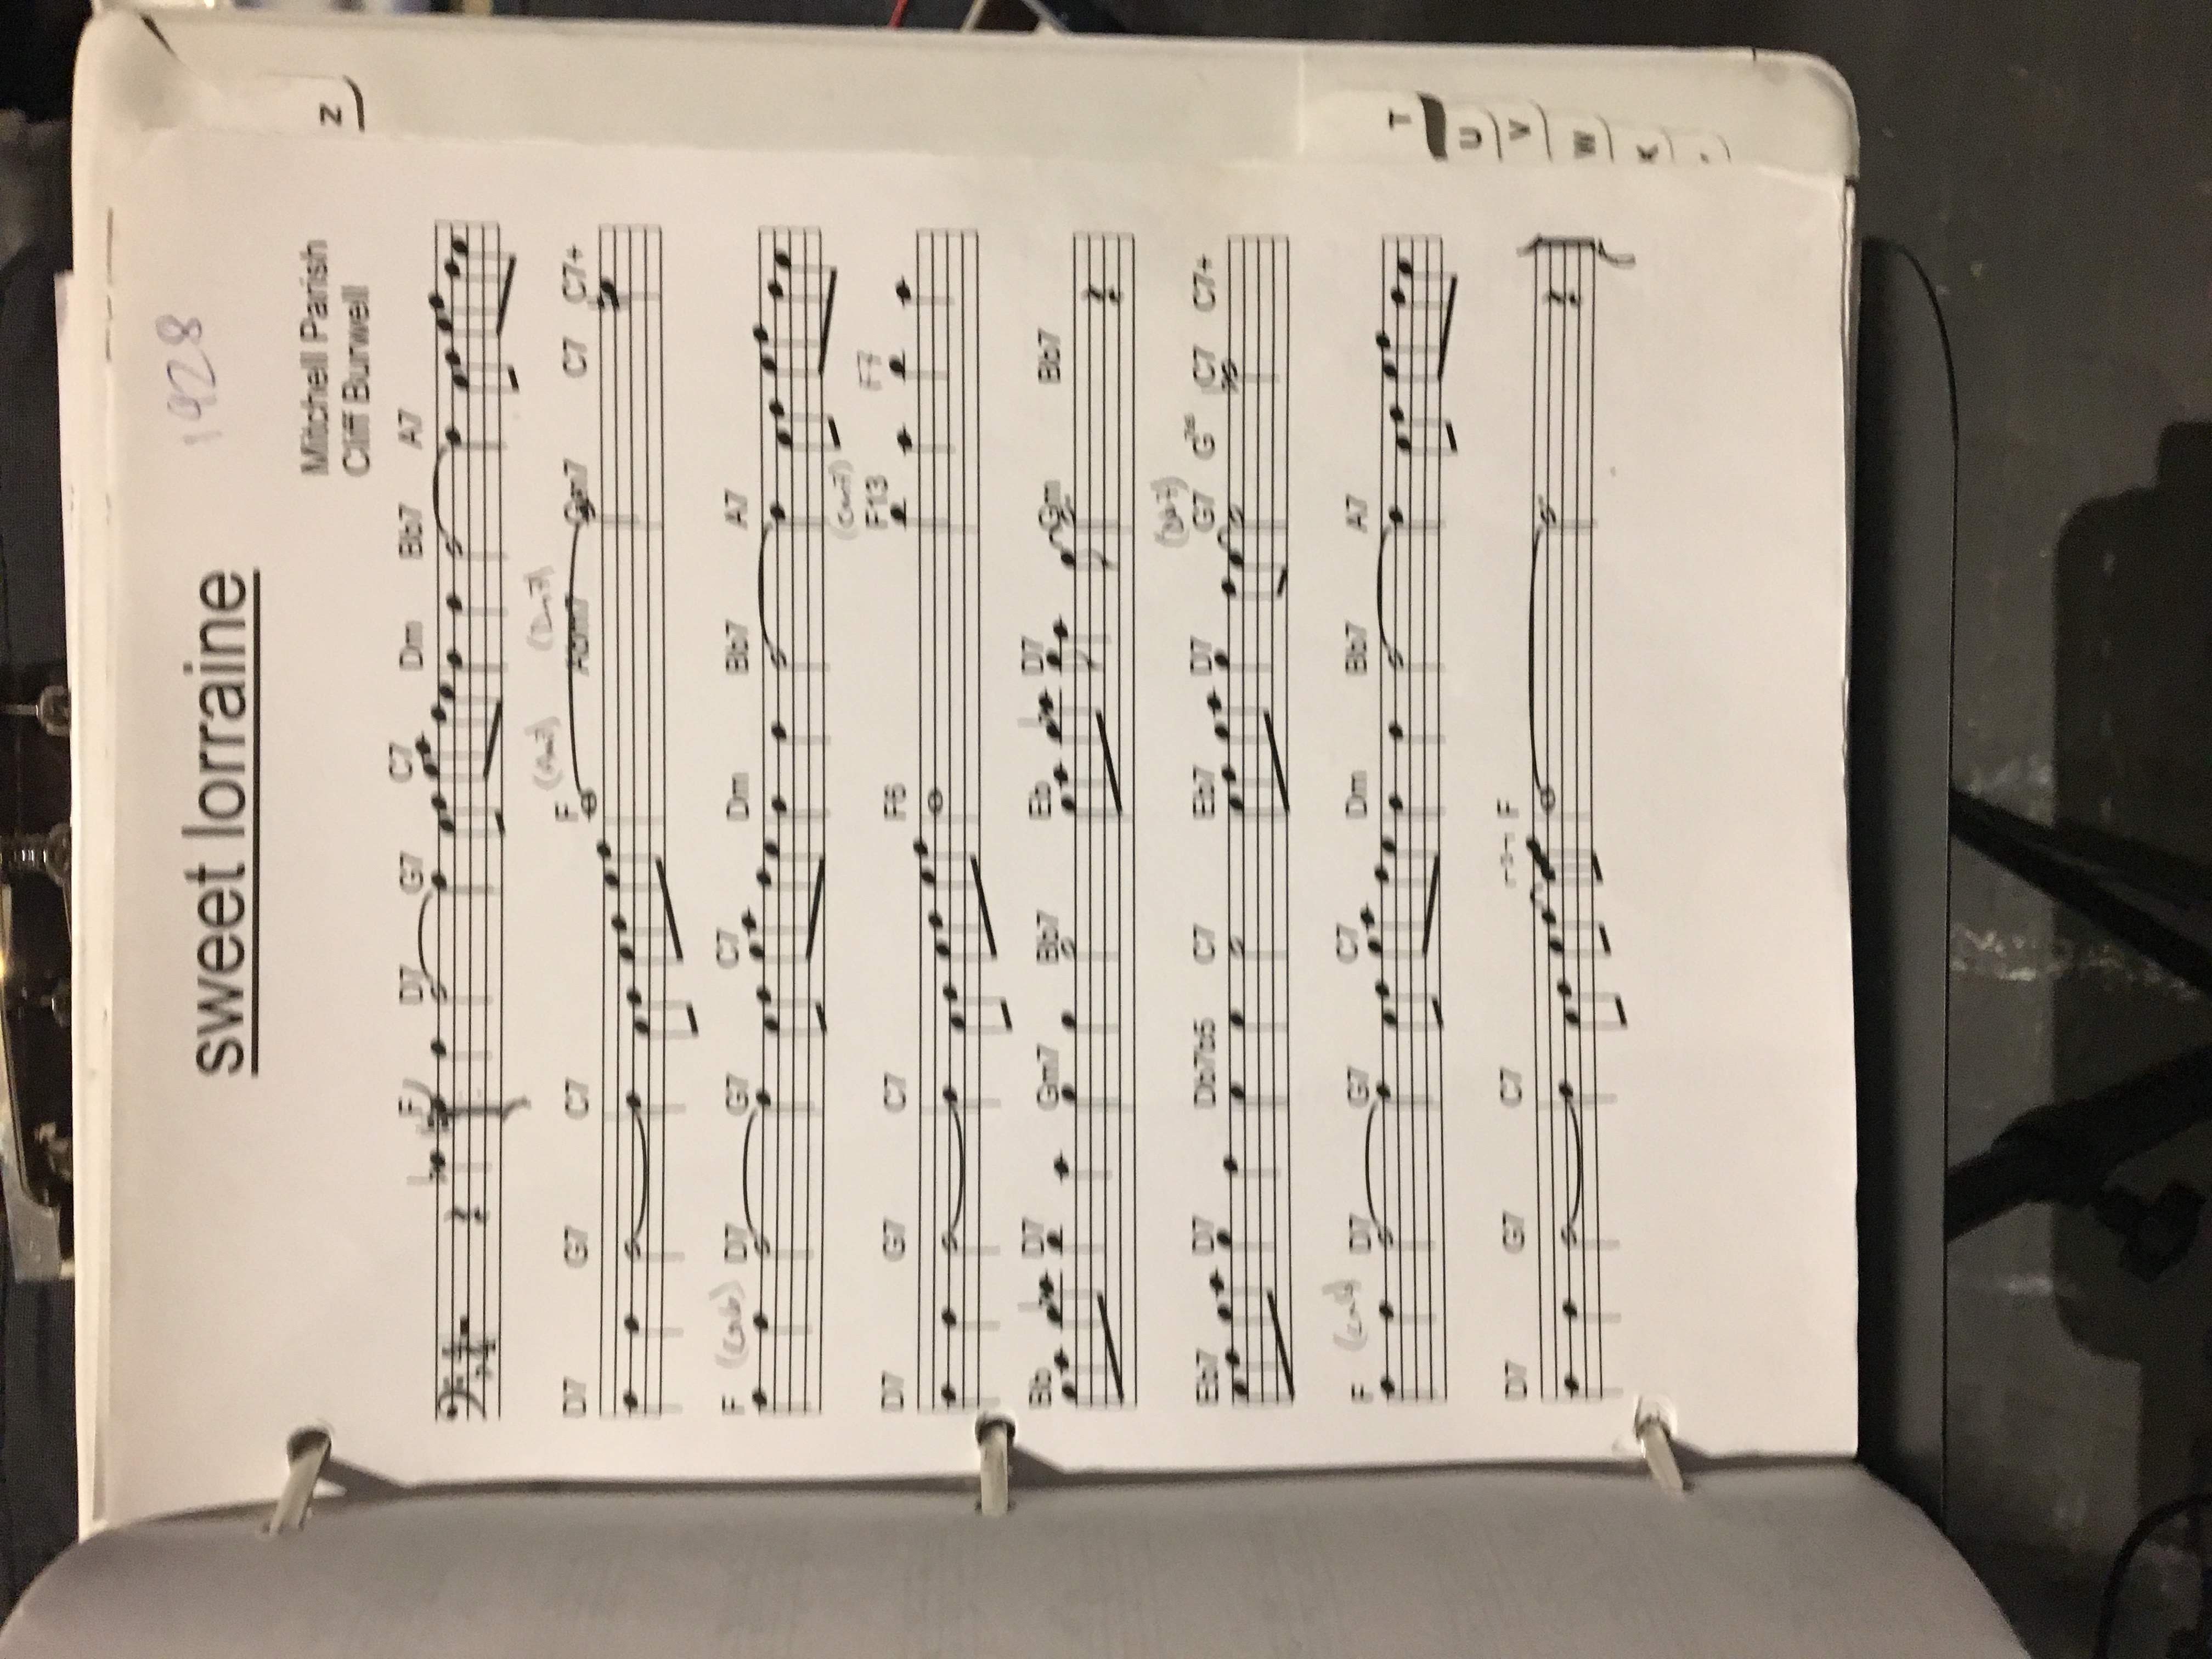 1928
sweet lorraine
Mitchell Parish
Cliff Burwell
Z
F D7 G7 C7 Dm Bb7 A7
(Am7) (Dm7)
D7 G7 C7 F Abm7 Gm7 C7 C7+
F (Cm6) D7 G7 C7 Dm Bb7 A7
(Cm7)
D7 G7 C7 F6 F13 F7
Bb D7 Gm7 Bb7 Eb D7 Gm Bb7
Eb7 D7 Db7b5 C7 Eb7 D7 G7 C7 C7+
F (Cm6) D7 G7 C7 Dm Bb7 A7
D7 G7 C7 3 F
T
U
V
W